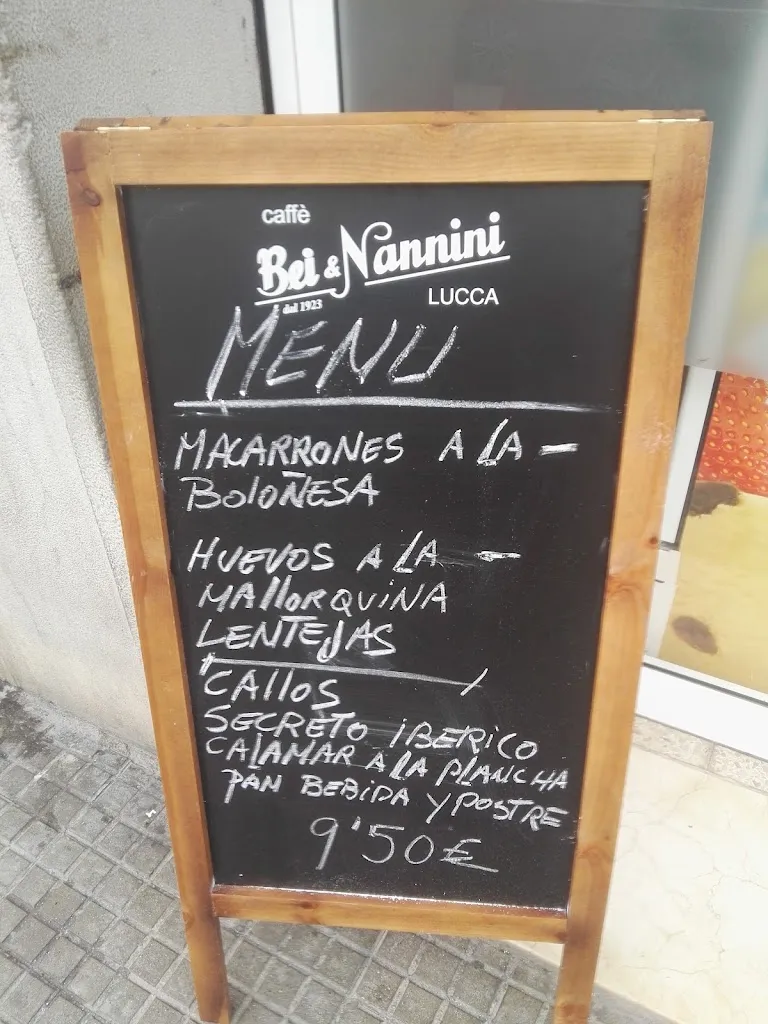 caffè
Bei & Nannini
dal 1923
LUCCA
MENU
MACARRONES A LA -
BOLOÑESA
HUEVOS A LA -
MAllORQUiNA
LENTEJAS
CAllOS
SECRETO iBERiCO
CALAMAR A LA PLANCHA
PAN BEBiDA Y POSTRE
9'50€